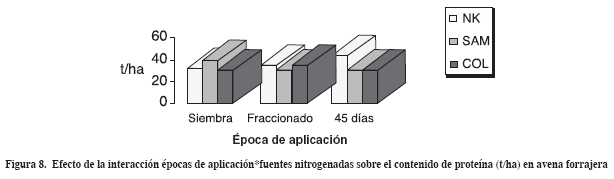 60
40
20
0
t/ha
NK
SAM
COL
Siembra Fraccionado 45 días
Época de aplicación
Figura 8. Efecto de la interacción épocas de aplicación*fuentes nitrogenadas sobre el contenido de proteína (t/ha) en avena forrajera